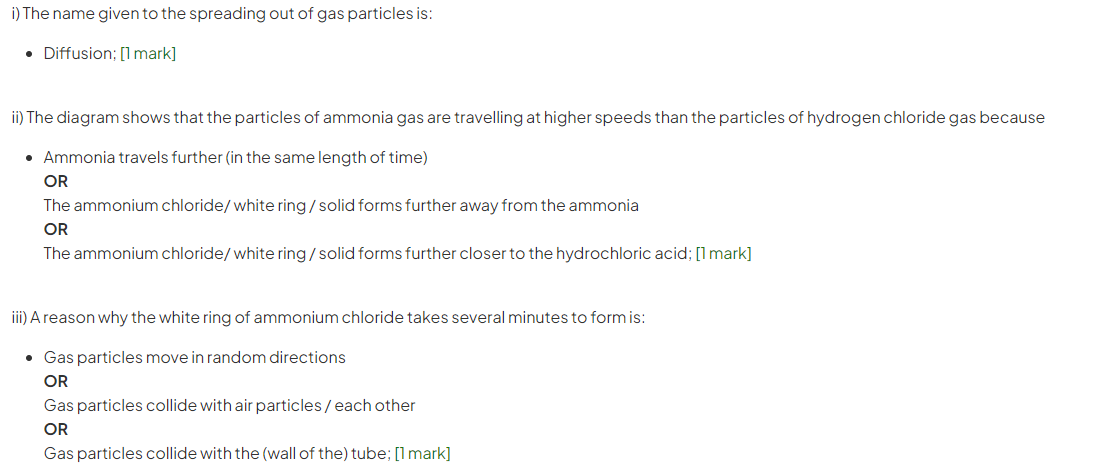 i) The name given to the spreading out of gas particles is:
• Diffusion; [1 mark]
ii) The diagram shows that the particles of ammonia gas are travelling at higher speeds than the particles of hydrogen chloride gas because
• Ammonia travels further (in the same length of time)
OR
The ammonium chloride/ white ring / solid forms further away from the ammonia
OR
The ammonium chloride/ white ring / solid forms further closer to the hydrochloric acid; [1 mark]
iii) A reason why the white ring of ammonium chloride takes several minutes to form is:
• Gas particles move in random directions
OR
Gas particles collide with air particles / each other
OR
Gas particles collide with the (wall of the) tube; [1 mark]